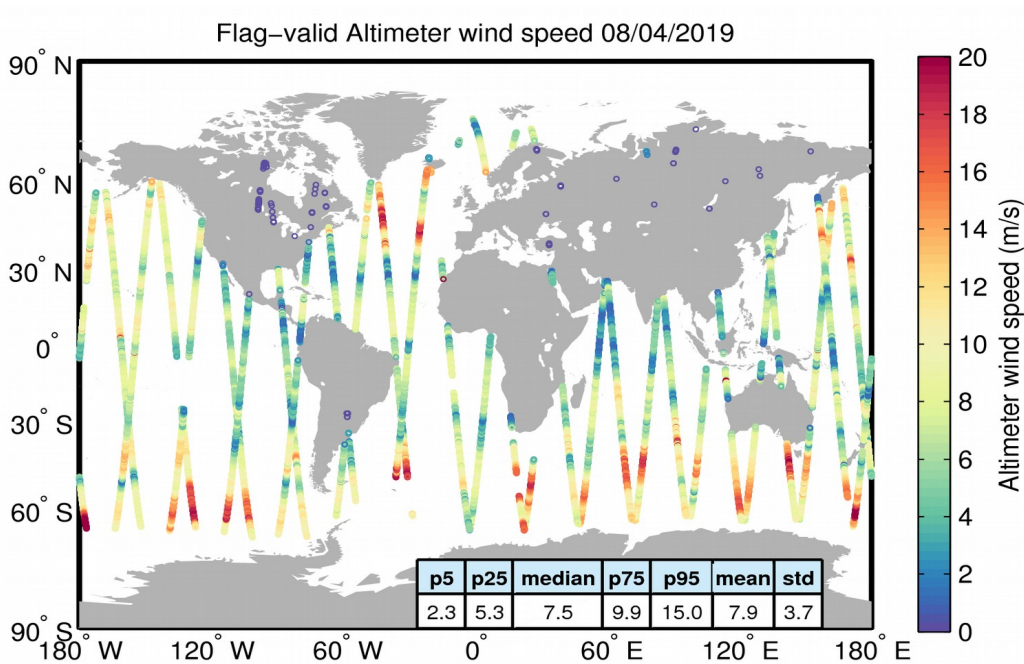 Flag−valid Altimeter wind speed 08/04/2019
90° N
60° N
30° N
0°
30° S
60° S
90° S
180° W
120° W
60° W
0°
60° E
120° E
180° E
p5 p25 median p75 p95 mean std
2.3 5.3 7.5 9.9 15.0 7.9 3.7
20
18
16
14
12
10
8
6
4
2
0
Altimeter wind speed (m/s)